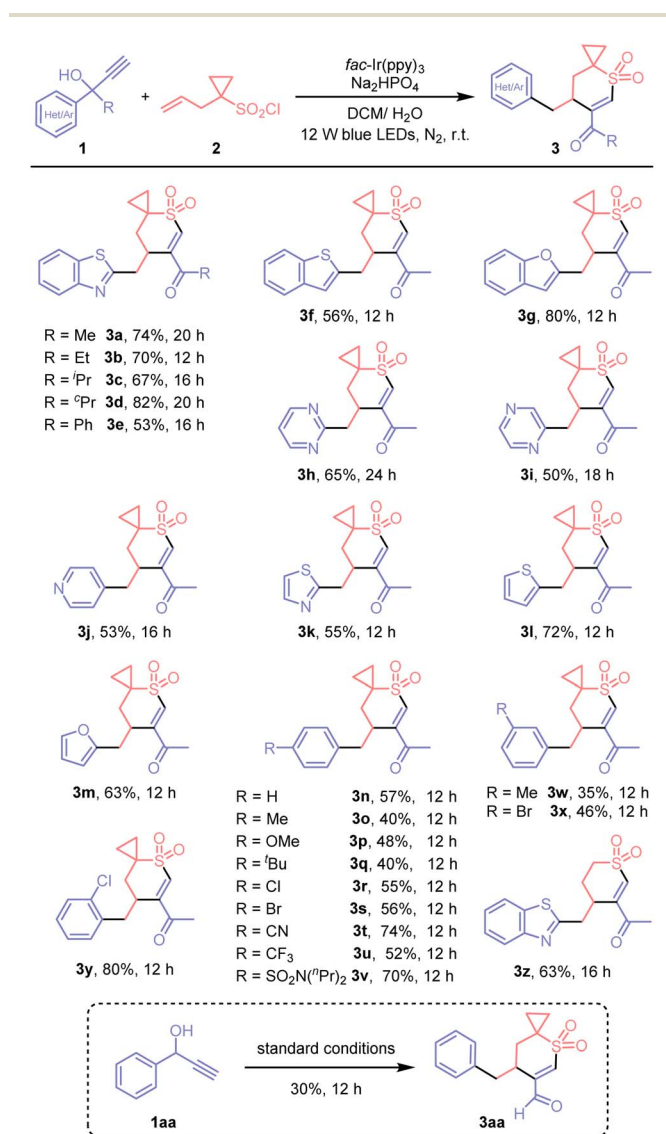 HO
Het/Ar
R
1
+
SO2Cl
2
fac-Ir(ppy)3
Na2HPO4
DCM/ H2O
12 W blue LEDs, N2, r.t.
Het/Ar
S
O
O
O
R
3
S
N
S
O
O
O
R
R = Me 3a, 74%, 20 h
R = Et 3b, 70%, 12 h
R = iPr 3c, 67%, 16 h
R = cPr 3d, 82%, 20 h
R = Ph 3e, 53%, 16 h
S
S
O
O
O
3f, 56%, 12 h
O
S
O
O
O
3g, 80%, 12 h
N
N
S
O
O
O
3h, 65%, 24 h
N
N
S
O
O
O
3i, 50%, 18 h
N
S
O
O
O
3j, 53%, 16 h
S
N
S
O
O
O
3k, 55%, 12 h
S
S
O
O
O
3l, 72%, 12 h
O
S
O
O
O
3m, 63%, 12 h
R
S
O
O
O
R = H 3n, 57%, 12 h
R = Me 3o, 40%, 12 h
R = OMe 3p, 48%, 12 h
R = tBu 3q, 40%, 12 h
R = Cl 3r, 55%, 12 h
R = Br 3s, 56%, 12 h
R = CN 3t, 74%, 12 h
R = CF3 3u, 52%, 12 h
R = SO2N(nPr)2 3v, 70%, 12 h
R
S
O
O
O
R = Me 3w, 35%, 12 h
R = Br 3x, 46%, 12 h
Cl
S
O
O
O
3y, 80%, 12 h
S
N
S
O
O
O
3z, 63%, 16 h
OH
1aa
standard conditions
30%, 12 h
S
O
O
H
O
3aa